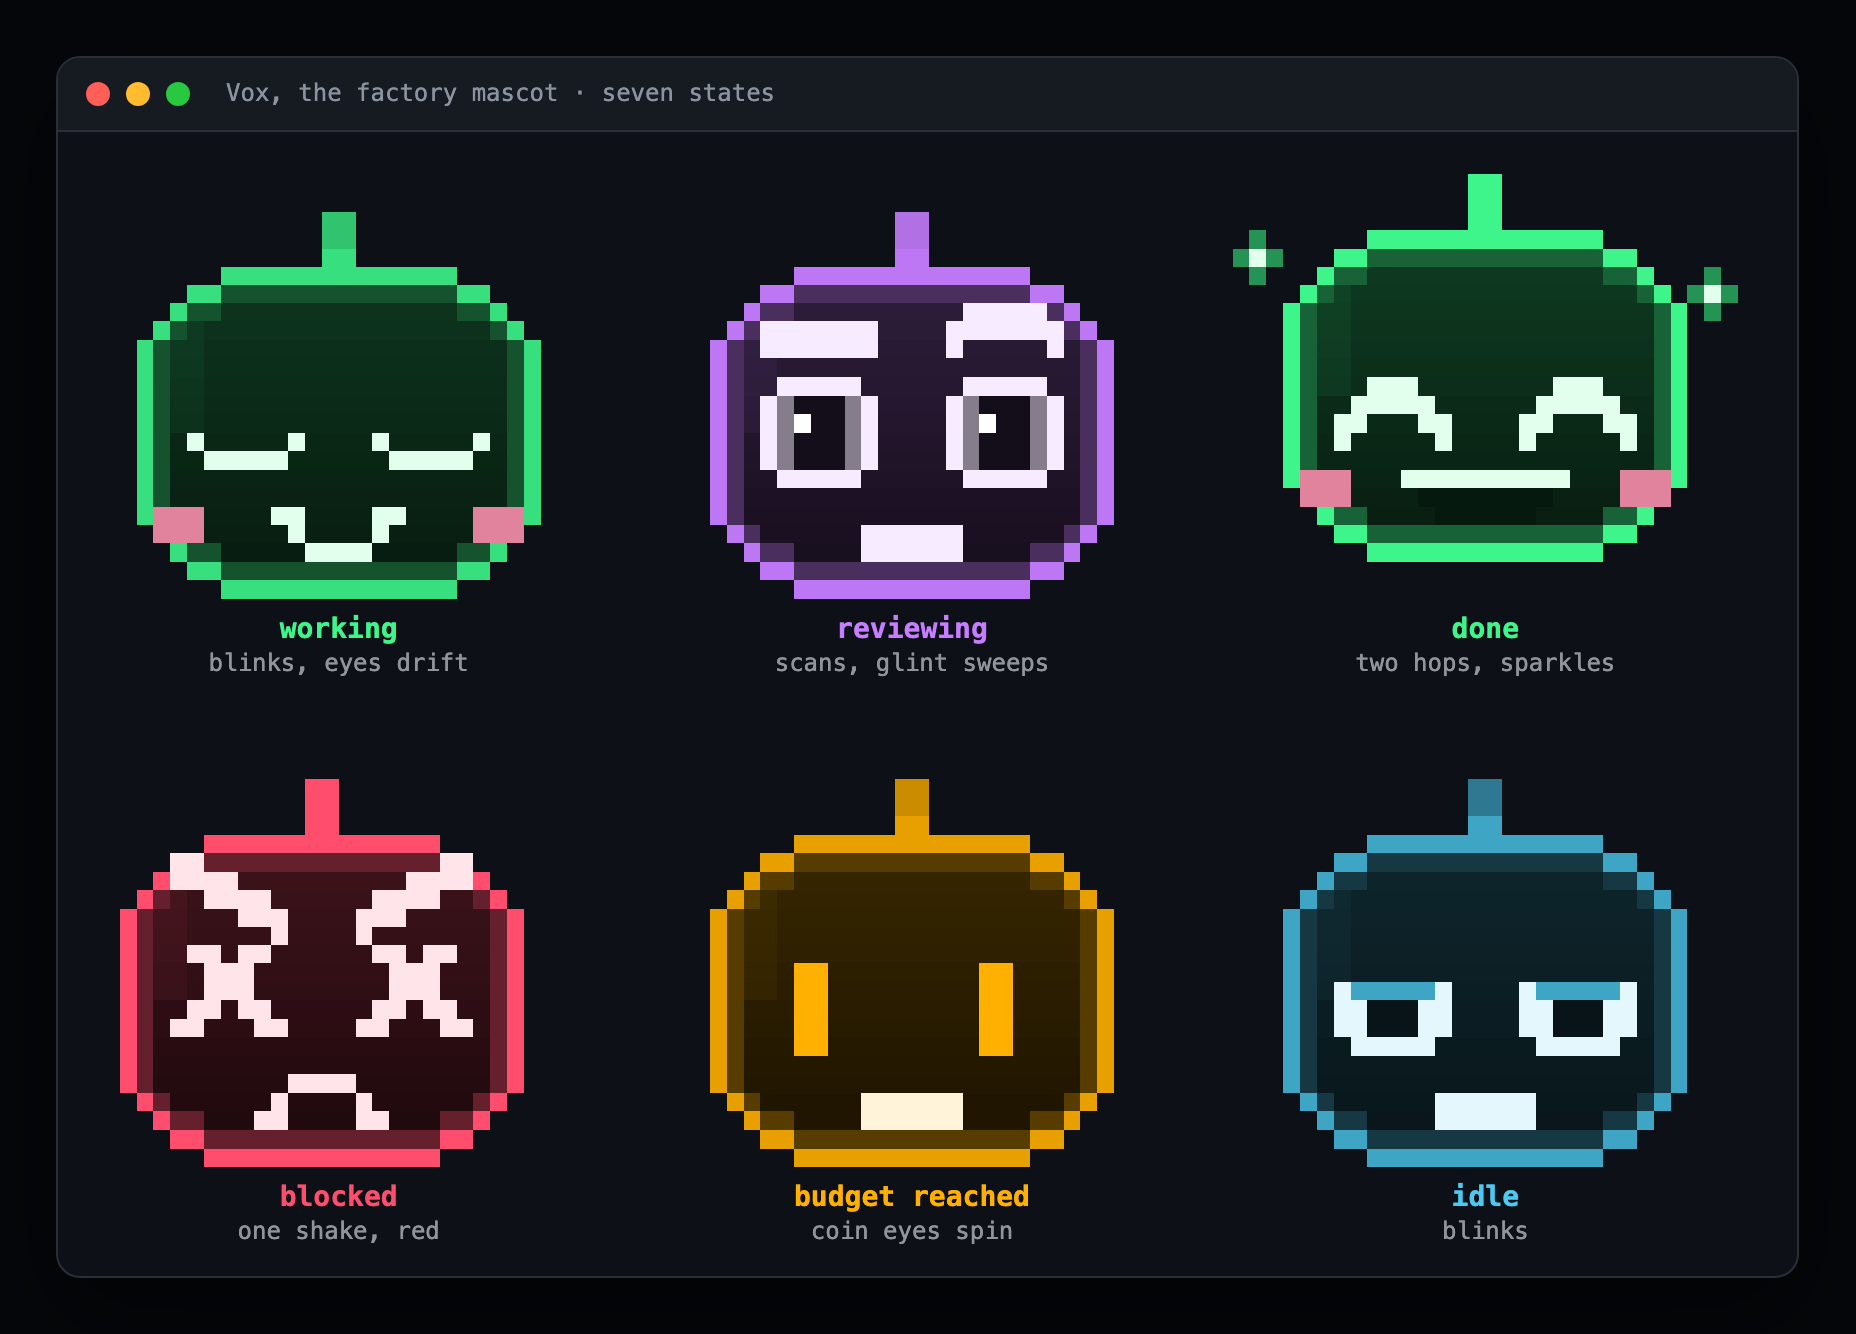 Vox, the factory mascot · seven states
working
blinks, eyes drift
reviewing
scans, glint sweeps
done
two hops, sparkles
blocked
one shake, red
budget reached
coin eyes spin
idle
blinks